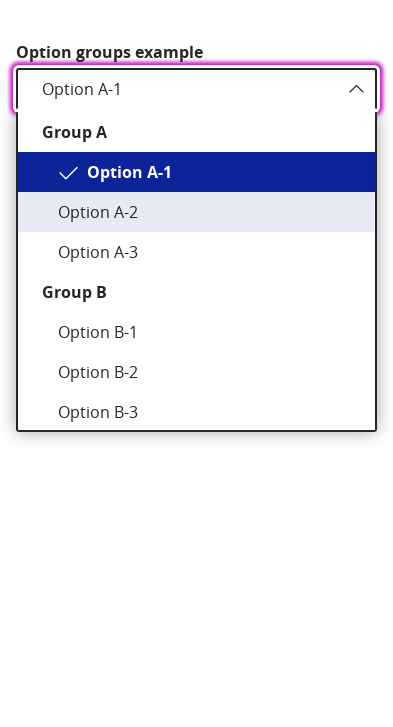 Option groups example
Option A-1
Group A
Option A-1
Option A-2
Option A-3
Group B
Option B-1
Option B-2
Option B-3